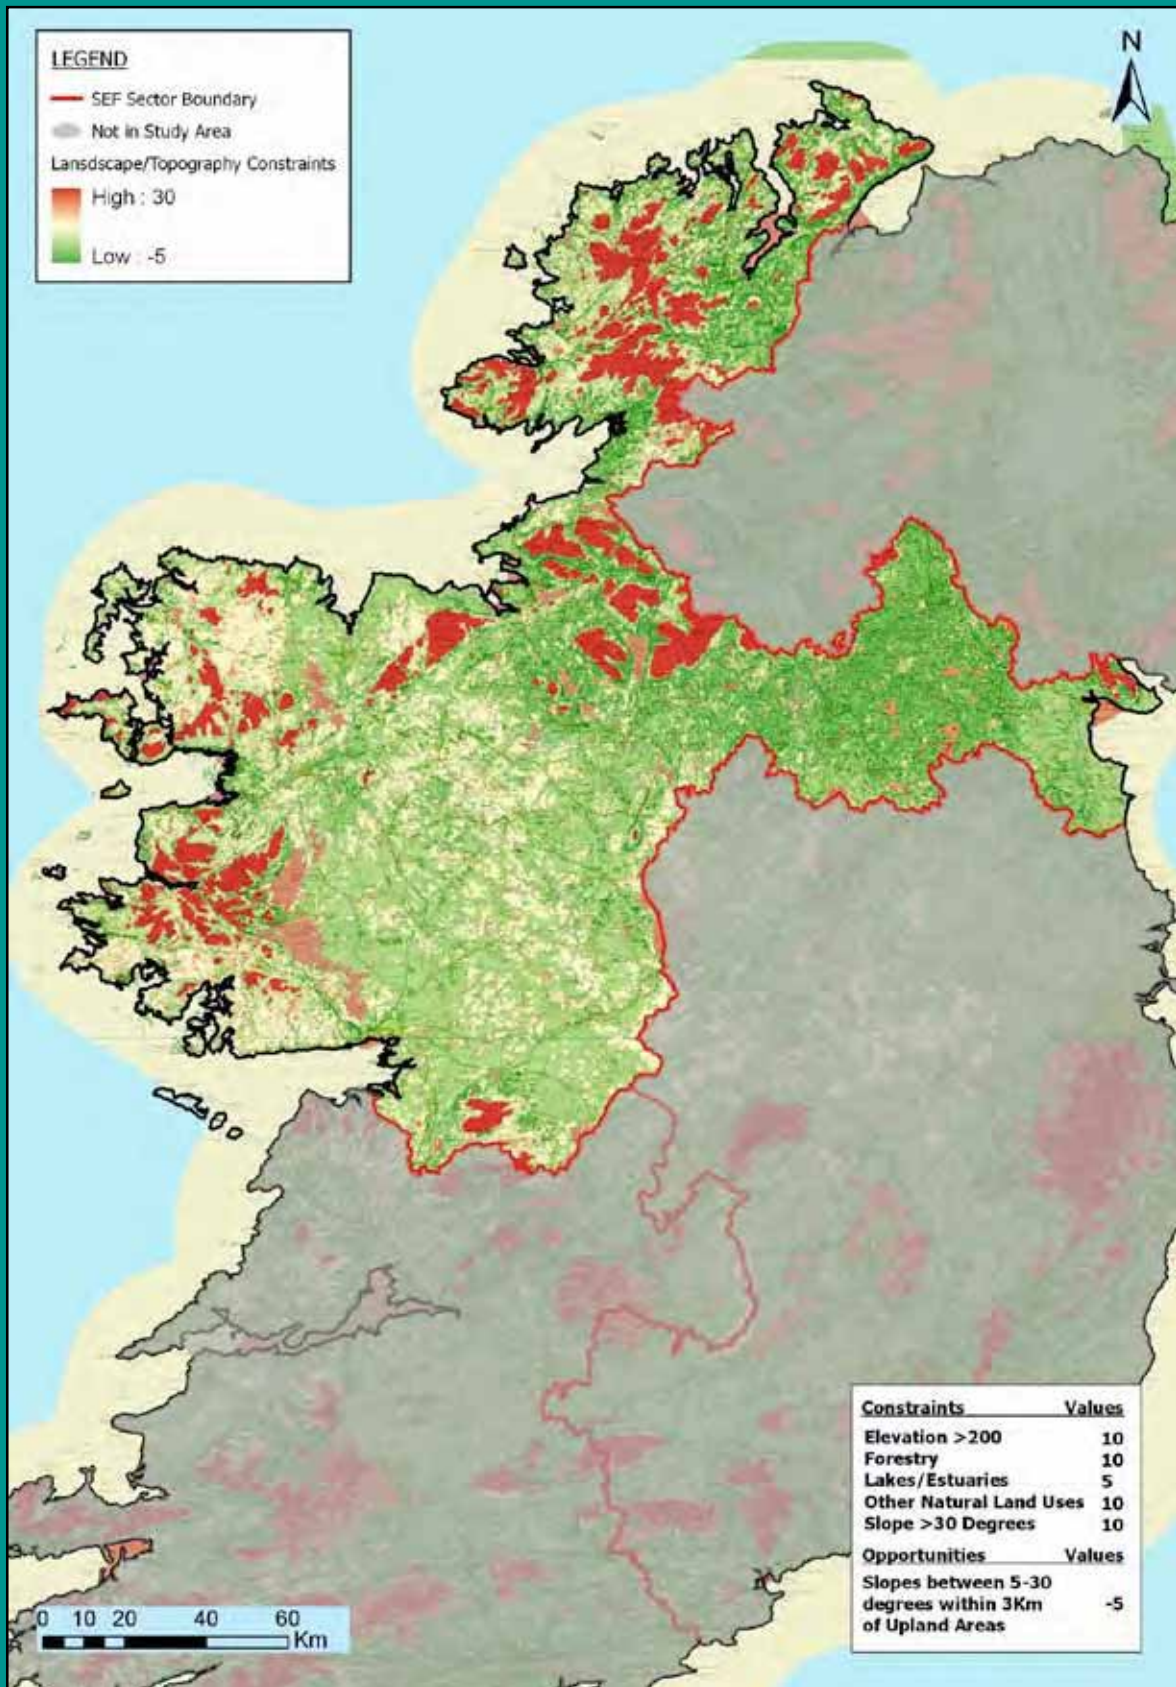 LEGEND
SEF Sector Boundary
Not in Study Area
Lansdscape/Topography Constraints
High : 30
Low : -5
N
Constraints Values
Elevation >200 10
Forestry 10
Lakes/Estuaries 5
Other Natural Land Uses 10
Slope >30 Degrees 10
Opportunities Values
Slopes between 5-30
degrees within 3Km -5
of Upland Areas
0 10 20 40 60
Km